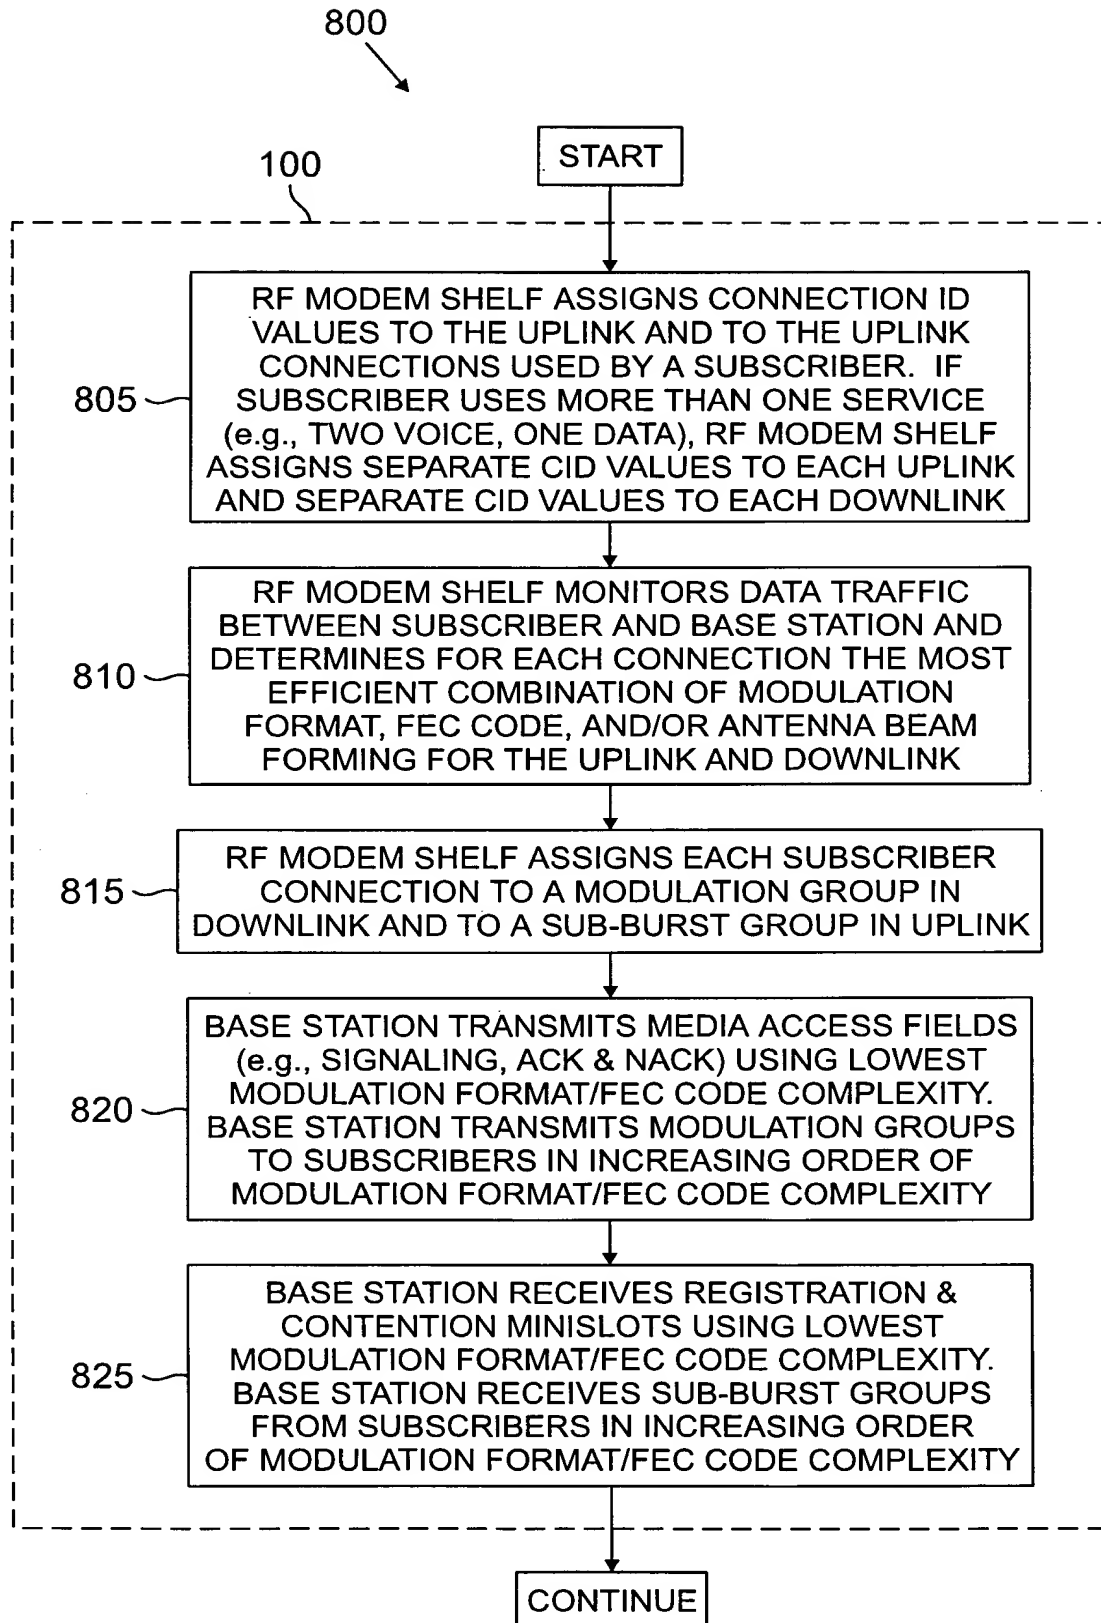 800
START
100
RF MODEM SHELF ASSIGNS CONNECTION ID
VALUES TO THE UPLINK AND TO THE UPLINK
CONNECTIONS USED BY A SUBSCRIBER. IF
SUBSCRIBER USES MORE THAN ONE SERVICE
(e.g., TWO VOICE, ONE DATA), RF MODEM SHELF
ASSIGNS SEPARATE CID VALUES TO EACH UPLINK
AND SEPARATE CID VALUES TO EACH DOWNLINK
805
RF MODEM SHELF MONITORS DATA TRAFFIC
BETWEEN SUBSCRIBER AND BASE STATION AND
DETERMINES FOR EACH CONNECTION THE MOST
EFFICIENT COMBINATION OF MODULATION
FORMAT, FEC CODE, AND/OR ANTENNA BEAM
FORMING FOR THE UPLINK AND DOWNLINK
810
RF MODEM SHELF ASSIGNS EACH SUBSCRIBER
CONNECTION TO A MODULATION GROUP IN
DOWNLINK AND TO A SUB-BURST GROUP IN UPLINK
815
BASE STATION TRANSMITS MEDIA ACCESS FIELDS
(e.g., SIGNALING, ACK & NACK) USING LOWEST
MODULATION FORMAT/FEC CODE COMPLEXITY.
BASE STATION TRANSMITS MODULATION GROUPS
TO SUBSCRIBERS IN INCREASING ORDER OF
MODULATION FORMAT/FEC CODE COMPLEXITY
820
BASE STATION RECEIVES REGISTRATION &
CONTENTION MINISLOTS USING LOWEST
MODULATION FORMAT/FEC CODE COMPLEXITY.
BASE STATION RECEIVES SUB-BURST GROUPS
FROM SUBSCRIBERS IN INCREASING ORDER
OF MODULATION FORMAT/FEC CODE COMPLEXITY
825
CONTINUE